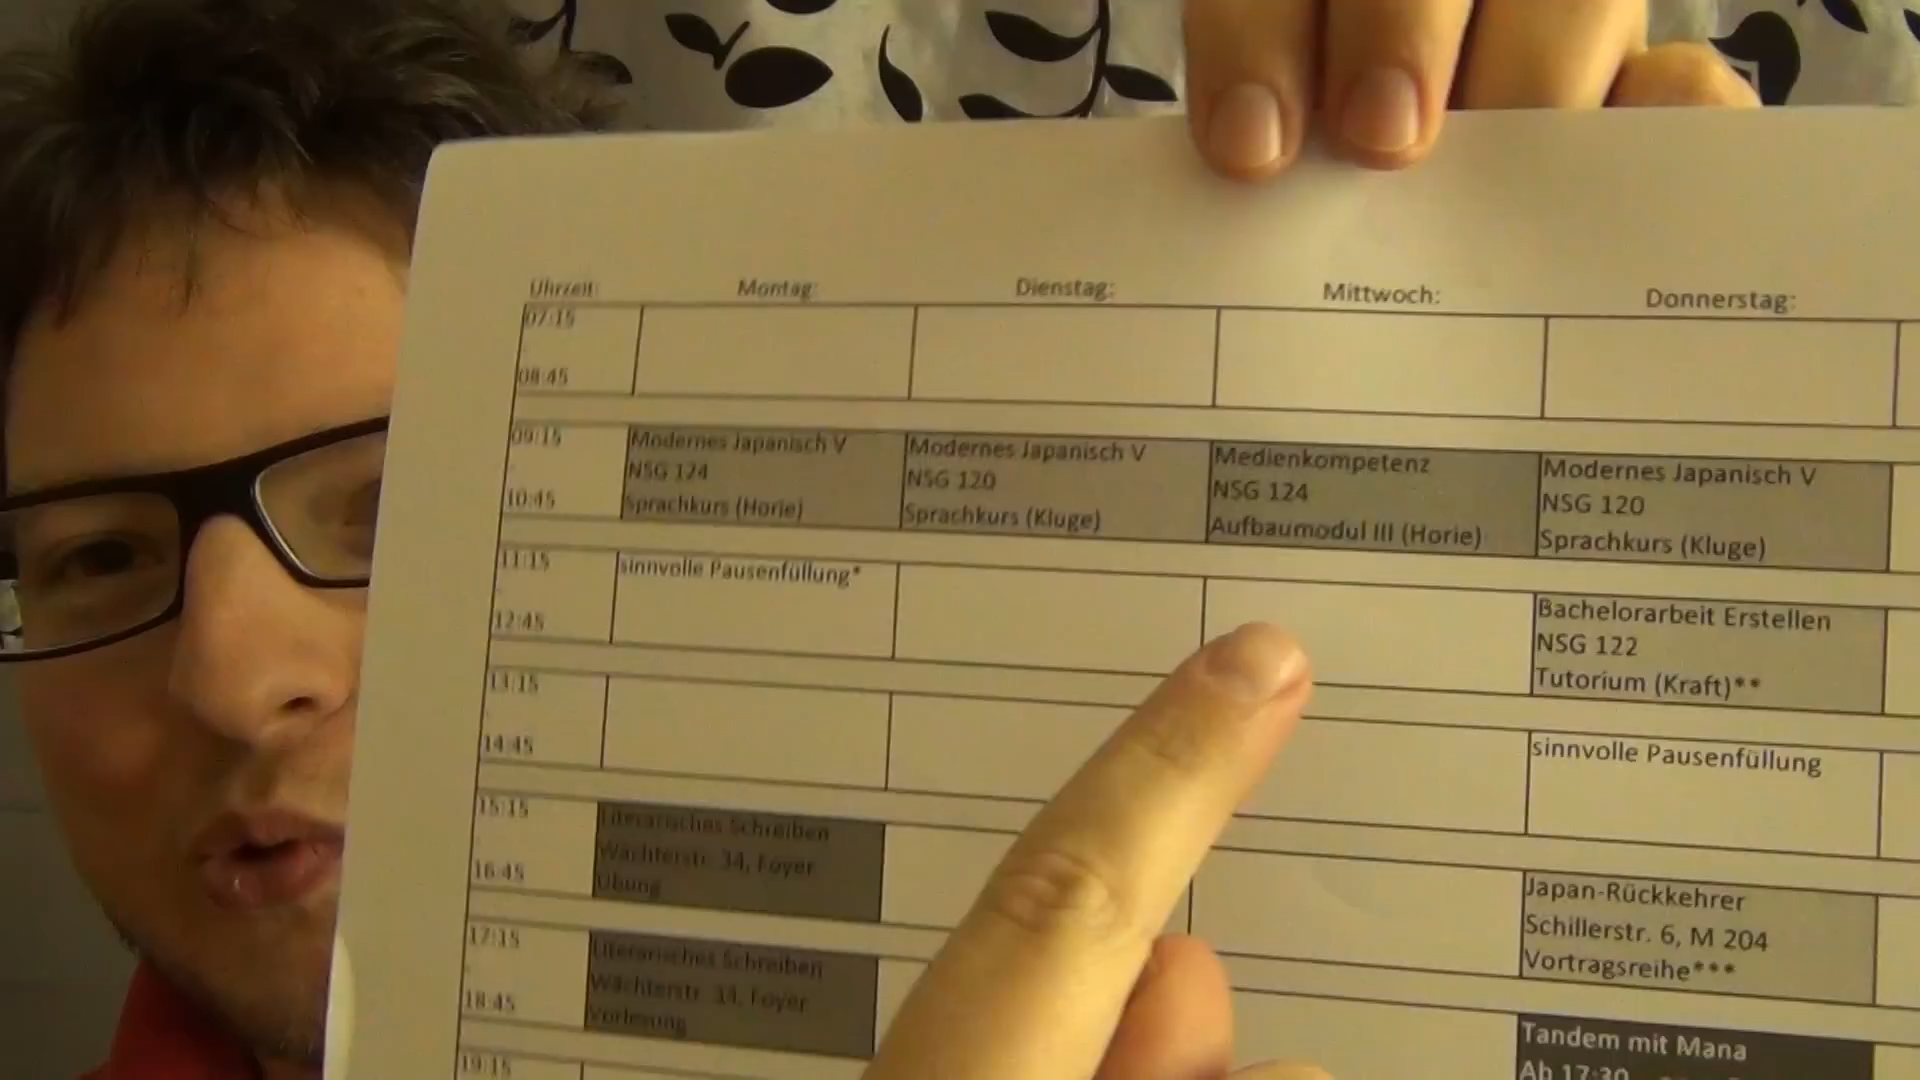 Uhrzeit: Montag: Dienstag: Mittwoch: Donnerstag:
07:15
-
08:45
09:15
-
10:45
Modernes Japanisch V
NSG 124
Sprachkurs (Horie)
Modernes Japanisch V
NSG 120
Sprachkurs (Kluge)
Medienkompetenz
NSG 124
Aufbaumodul III (Horie)
Modernes Japanisch V
NSG 120
Sprachkurs (Kluge)
11:15
-
12:45
sinnvolle Pausenfüllung*
Bachelorarbeit Erstellen
NSG 122
Tutorium (Kraft)**
13:15
-
14:45
sinnvolle Pausenfüllung
15:15
-
16:45
Literarisches Schreiben
Wächterstr. 34, Foyer
Übung
Japan-Rückkehrer
Schillerstr. 6, M 204
Vortragsreihe***
17:15
-
18:45
Literarisches Schreiben
Wächterstr. 34, Foyer
Vorlesung
Tandem mit Mana
Ab 17:30
19:15